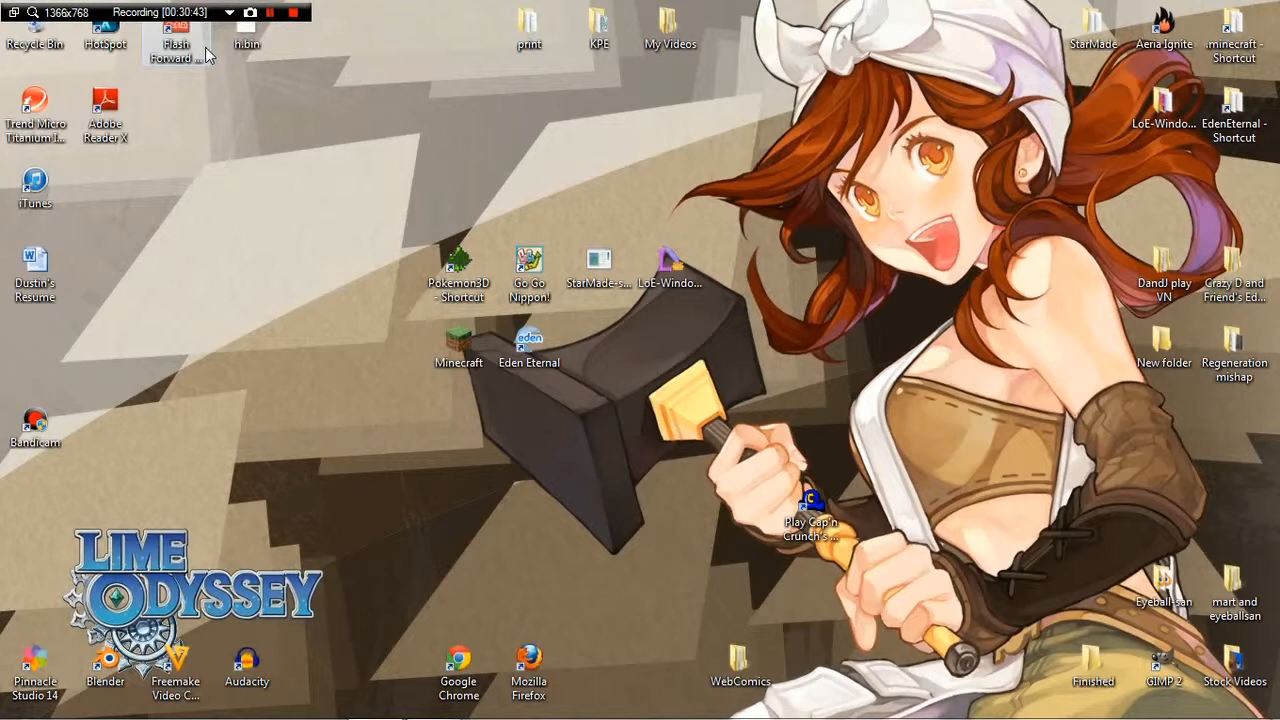 1366x768 Recording [00:30:43]
Recycle Bin
HotSpot
Flash
Forward ...
h.bin
print
KPE
My Videos
StarMade
Aeria Ignite
.minecraft -
Shortcut
Trend Micro
Titanium I...
Adobe
Reader X
LoE-Windo...
EdenEternal -
Shortcut
iTunes
Dustin's
Resume
Pokemon3D
- Shortcut
Go Go
Nippon!
StarMade-s...
LoE-Windo...
DandJ play
VN
Crazy D and
Friend's Ed...
Minecraft
Eden Eternal
eden
New folder
Regeneration
mishap
Bandicam
C
Play Cap'n
Crunch's ...
LIME
ODYSSEY
Eyeball-san
mart and
eyeballsan
Pinnacle
Studio 14
Blender
Freemake
Video C...
Audacity
Google
Chrome
Mozilla
Firefox
WebComics
Finished
GIMP 2
Stock Videos